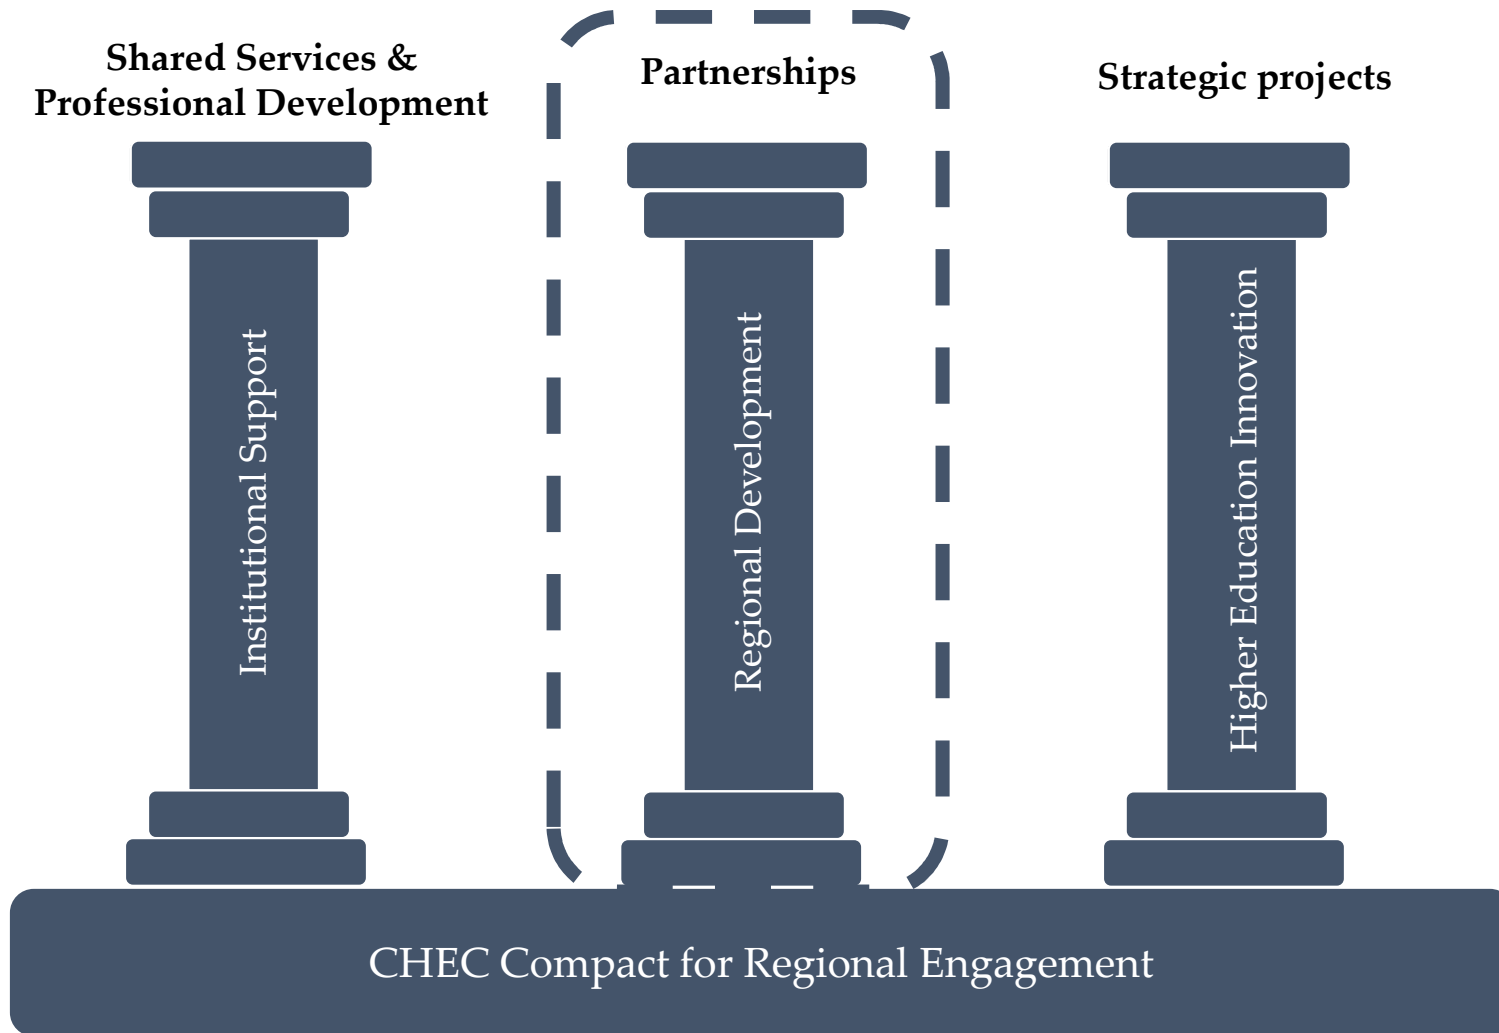 Shared Services &
Professional Development
Partnerships
Strategic projects
Institutional Support
Regional Development
Higher Education Innovation
CHEC Compact for Regional Engagement